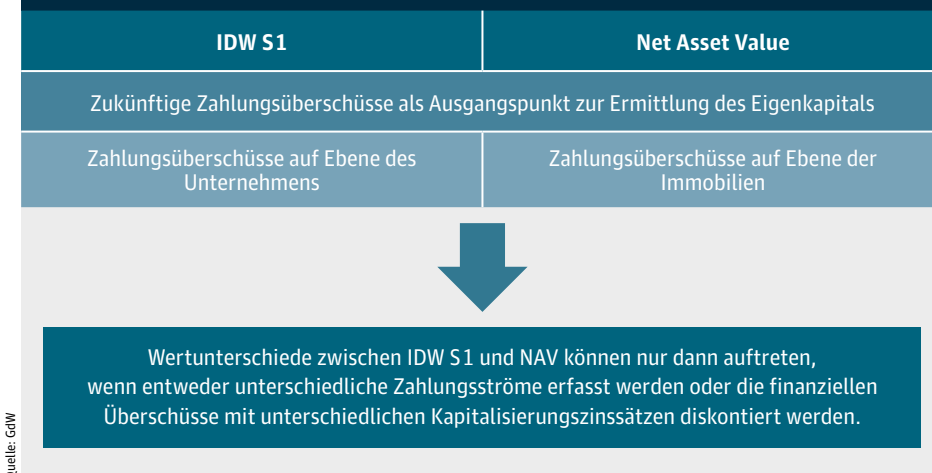 IDW S1
Net Asset Value
Zukünftige Zahlungsüberschüsse als Ausgangspunkt zur Ermittlung des Eigenkapitals
Zahlungsüberschüsse auf Ebene des
Unternehmens
Zahlungsüberschüsse auf Ebene der
Immobilien
Wertunterschiede zwischen IDW S1 und NAV können nur dann auftreten,
wenn entweder unterschiedliche Zahlungsströme erfasst werden oder die finanziellen
Überschüsse mit unterschiedlichen Kapitalisierungszinssätzen diskontiert werden.
uelle: GdW